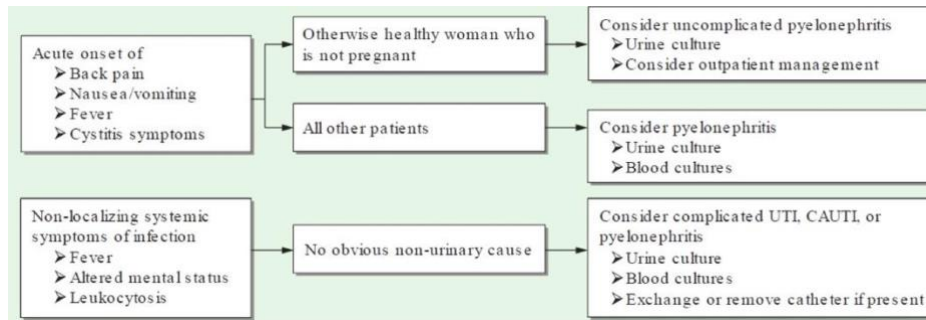 Acute onset of
➢ Back pain
➢ Nausea/vomiting
➢ Fever
➢ Cystitis symptoms
Otherwise healthy woman who
is not pregnant
Consider uncomplicated pyelonephritis
➢ Urine culture
➢ Consider outpatient management
All other patients
Consider pyelonephritis
➢ Urine culture
➢ Blood cultures
Non-localizing systemic
symptoms of infection
➢ Fever
➢ Altered mental status
➢ Leukocytosis
No obvious non-urinary cause
Consider complicated UTI, CAUTI, or
pyelonephritis
➢ Urine culture
➢ Blood cultures
➢ Exchange or remove catheter if present